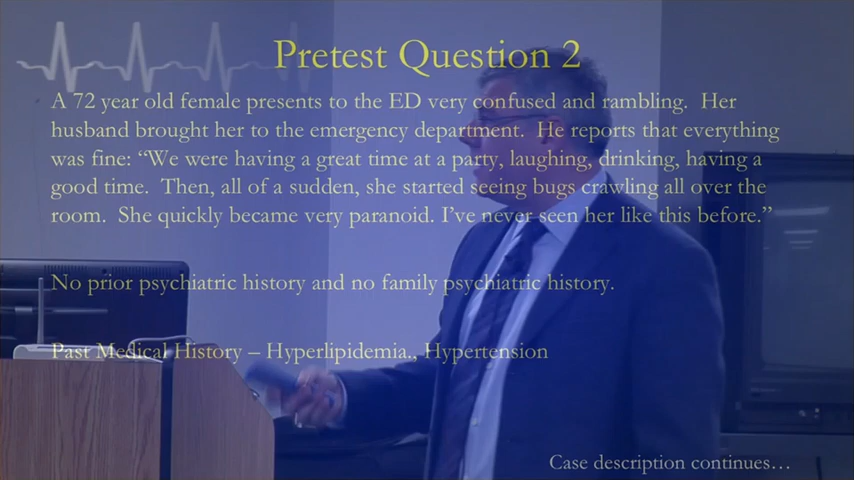 Pretest Question 2
A 72 year old female presents to the ED very confused and rambling. Her
husband brought her to the emergency department. He reports that everything
was fine: “We were having a great time at a party, laughing, drinking, having a
good time. Then, all of a sudden, she started seeing bugs crawling all over the
room. She quickly became very paranoid. I’ve never seen her like this before.”
No prior psychiatric history and no family psychiatric history.
Past Medical History – Hyperlipidemia., Hypertension
Case description continues…